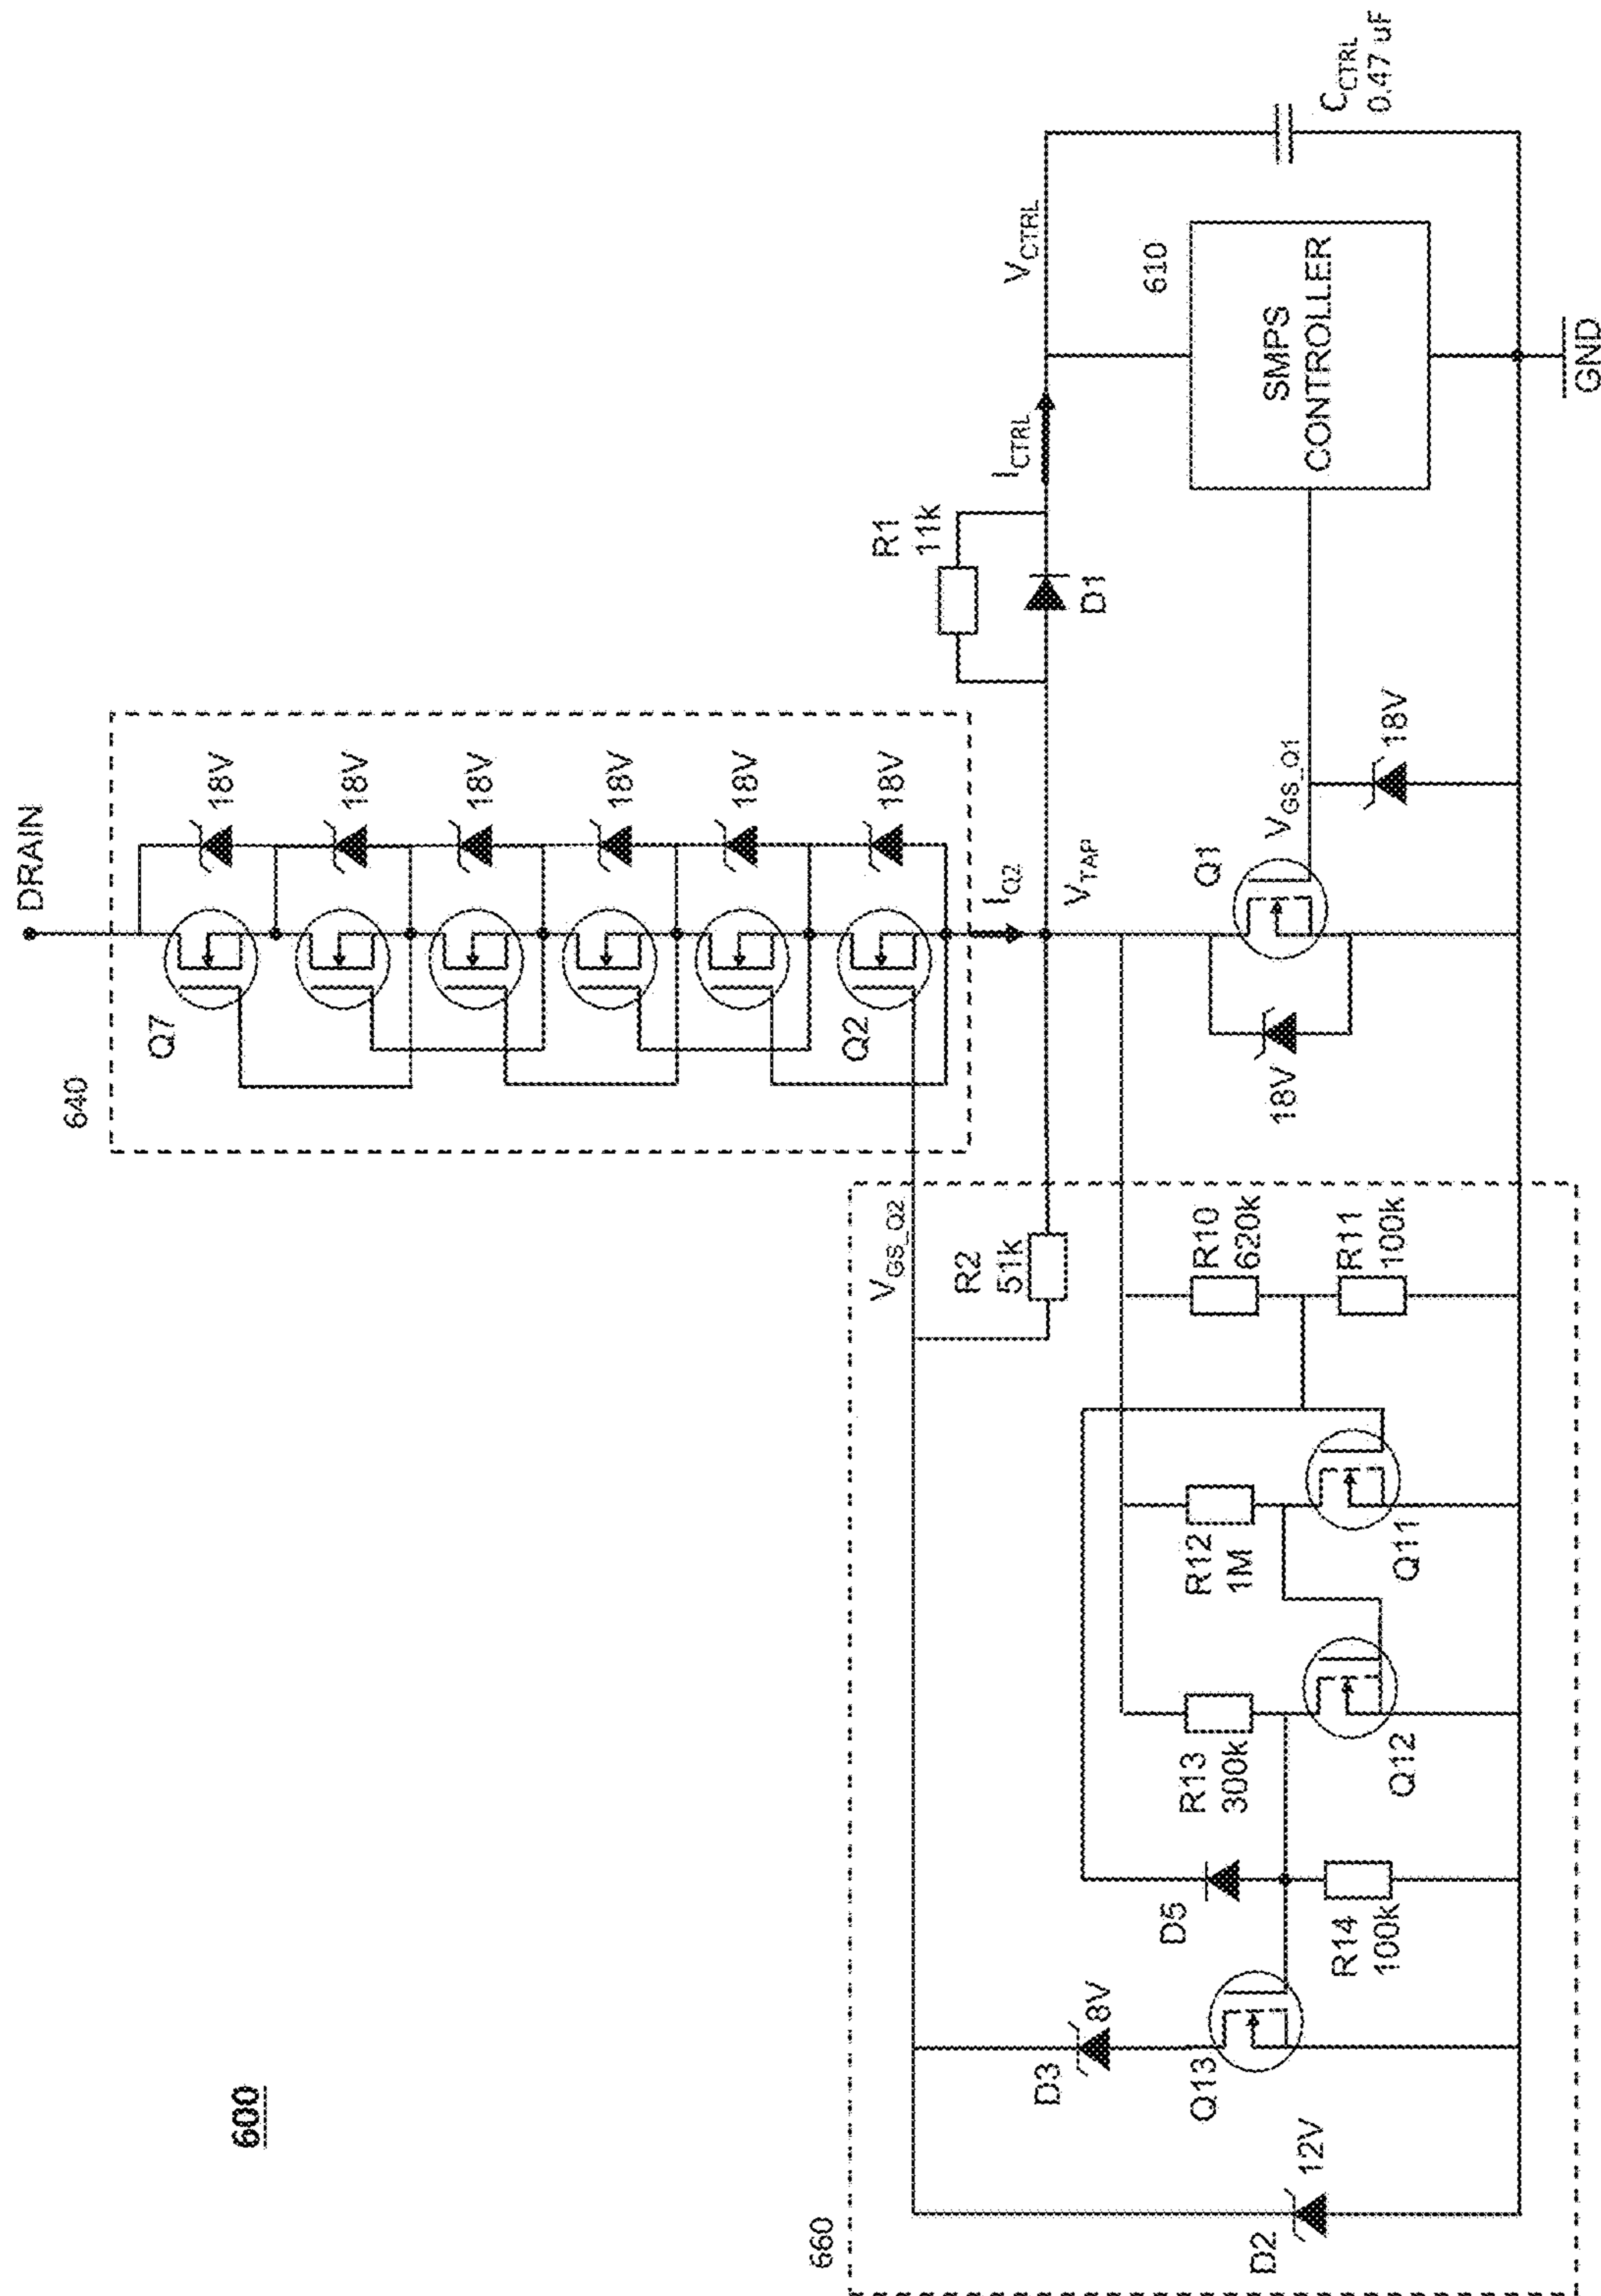 600
DRAIN
640
Q7
18V
18V
18V
18V
18V
18V
Q2
I_Q2
V_TAP
R1
11k
D1
I_CTRL
V_CTRL
C_CTRL
0.47 uF
610
SMPS
CONTROLLER
GND
V_GS_Q1
18V
Q1
18V
660
V_GS_Q2
R2
51k
R10
620k
R11
100k
R12
1M
Q11
R13
300k
Q12
D5
R14
100k
D3
8V
Q13
D2
12V